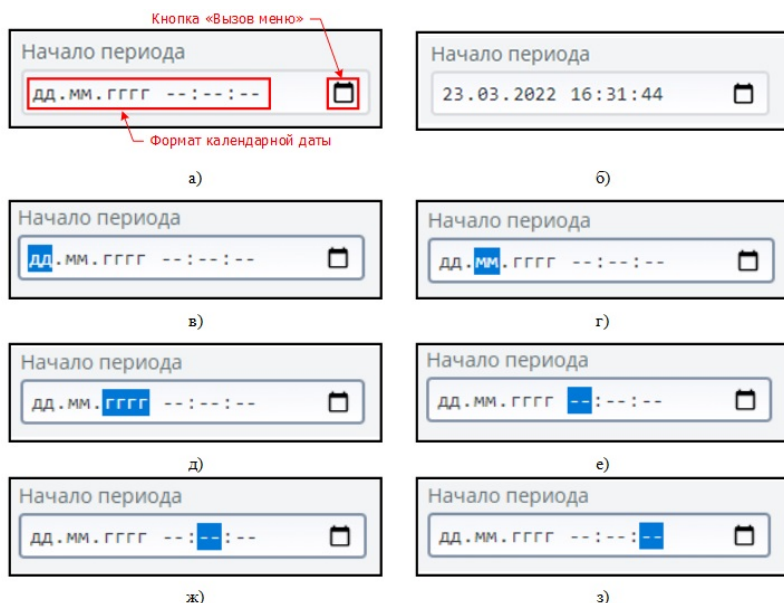 Кнопка «Вызов меню»
Начало периода
дд.мм.гггг --:--:--
Формат календарной даты
а)
Начало периода
23.03.2022 16:31:44
б)
Начало периода
дд.мм.гггг --:--:--
в)
Начало периода
дд.мм.гггг --:--:--
г)
Начало периода
дд.мм.гггг --:--:--
д)
Начало периода
дд.мм.гггг --:--:--
е)
Начало периода
дд.мм.гггг --:--:--
ж)
Начало периода
дд.мм.гггг --:--:--
з)